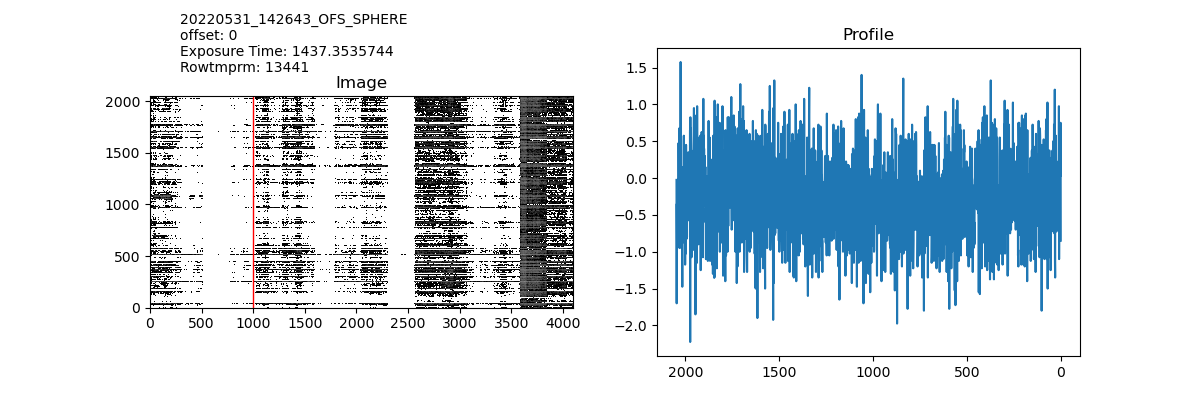 20220531_142643_OFS_SPHERE
offset: 0
Exposure Time: 1437.3535744
Rowtmprm: 13441
Image
2000
1500
1000
500
0
0 500 1000 1500 2000 2500 3000 3500 4000
Profile
1.5
1.0
0.5
0.0
−0.5
−1.0
−1.5
−2.0
2000 1500 1000 500 0